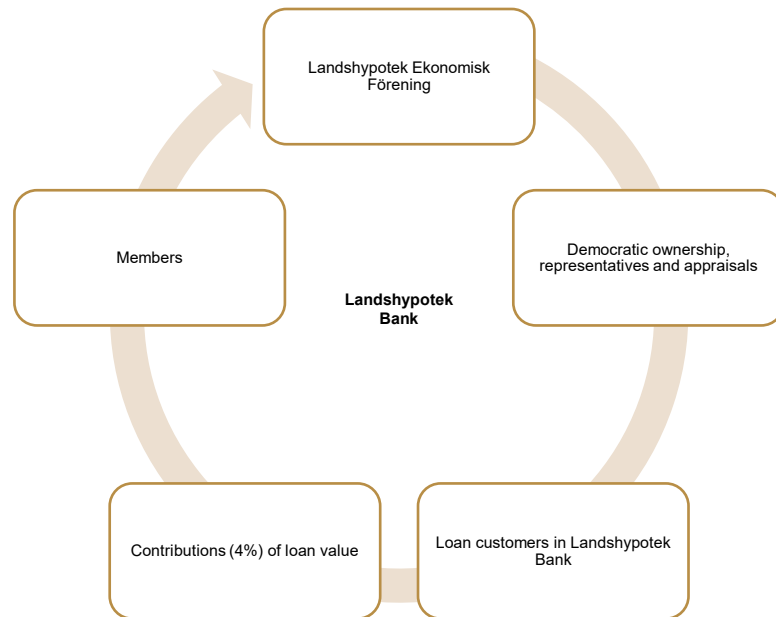 Landshypotek Ekonomisk
Förening
Democratic ownership,
representatives and appraisals
Members
Landshypotek
Bank
Contributions (4%) of loan value
Loan customers in Landshypotek
Bank